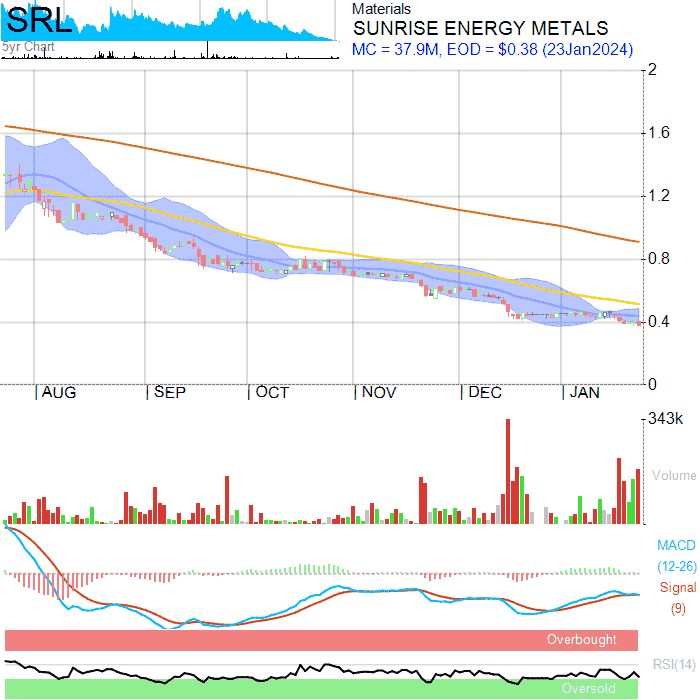 SRL
5yr Chart
Materials
SUNRISE ENERGY METALS
MC = 37.9M, EOD = $0.38 (23Jan2024)
2
1.6
1.2
0.8
0.4
0
AUG SEP OCT NOV DEC JAN
343k
Volume
MACD
(12-26)
Signal
(9)
Overbought
RSI(14)
Oversold